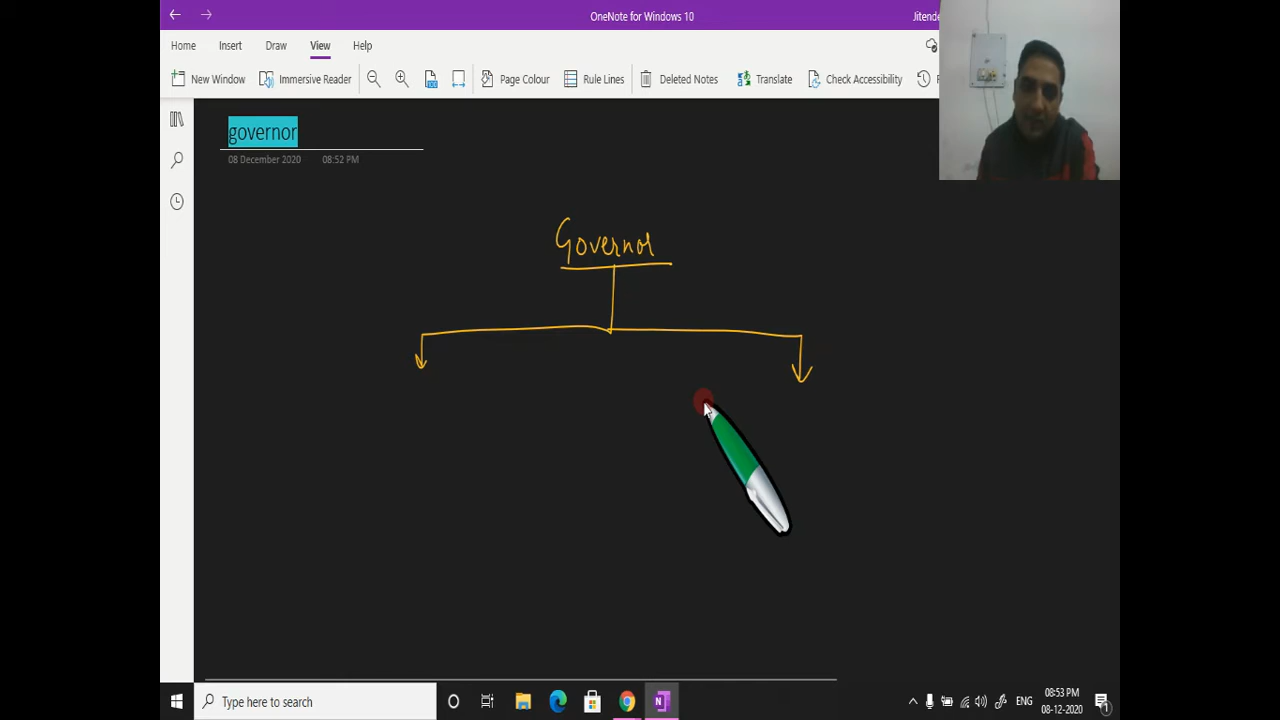 OneNote for Windows 10
Jitende
Home Insert Draw View Help
New Window Immersive Reader Page Colour Rule Lines Deleted Notes Translate Check Accessibility
governor
08 December 2020 08:52 PM
Governor
Type here to search
ENG
08:53 PM
08-12-2020